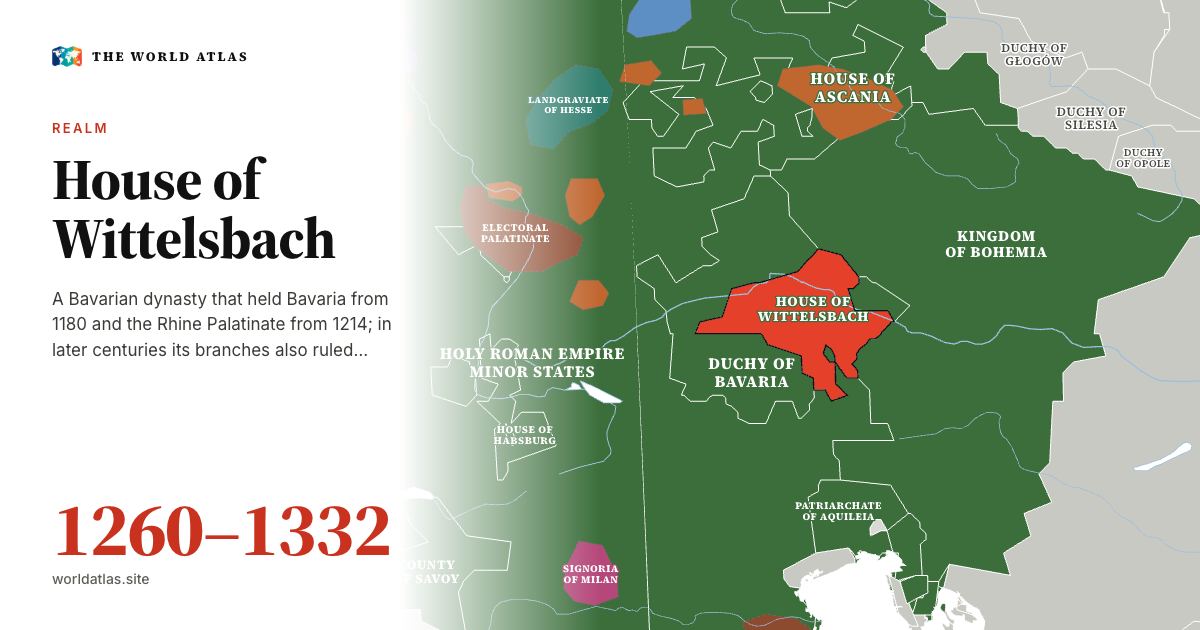 THE WORLD ATLAS
REALM
House of
Wittelsbach
A Bavarian dynasty that held Bavaria from
1180 and the Rhine Palatinate from 1214; in
later centuries its branches also ruled...
1260–1332
worldatlas.site
DUCHY OF
GŁOGÓW
HOUSE OF
ASCANIA
LANDGRAVIATE
OF HESSE
DUCHY OF
SILESIA
DUCHY
OF OPOLE
ELECTORAL
PALATINATE
KINGDOM
OF BOHEMIA
HOUSE OF
WITTELSBACH
HOLY ROMAN EMPIRE
MINOR STATES
DUCHY OF
BAVARIA
HOUSE OF
HABSBURG
PATRIARCHATE
OF AQUILEIA
OUNTY
F SAVOY
SIGNORIA
OF MILAN